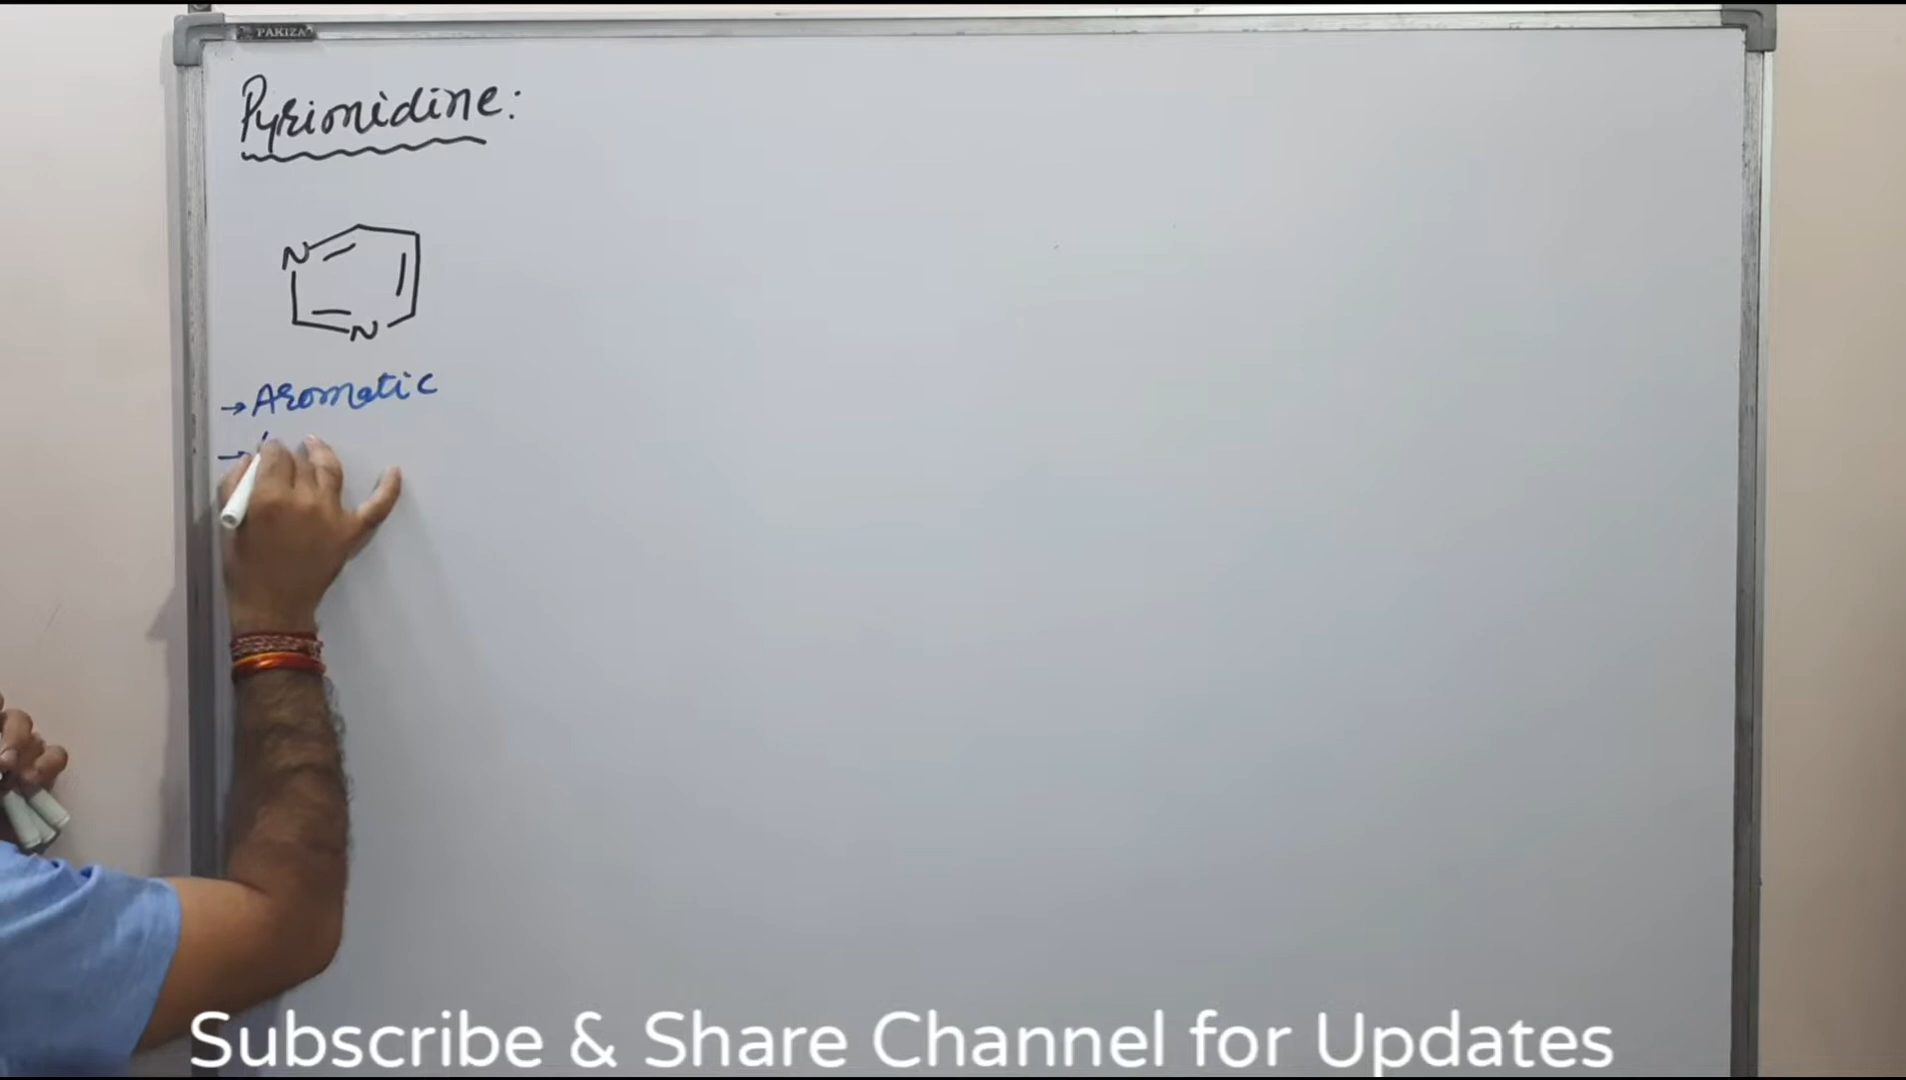 PAKIZA
Pyrimidine:
N
N
→ Aromatic
→
Subscribe & Share Channel for Updates